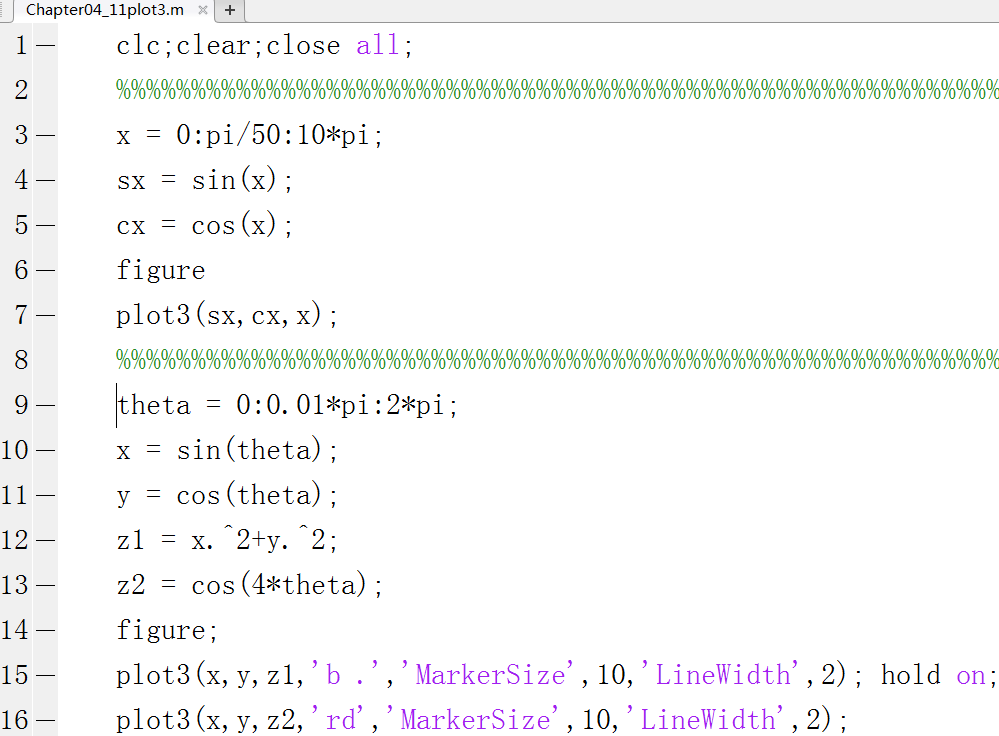 Chapter04_11plot3.m × +
1 — clc;clear;close all;
2 %%%%%%%%%%%%%%%%%%%%%%%%%%%%%%%%%%%%%%%%%%%%%%%%%%%%%%%%%%%
3 — x = 0:pi/50:10*pi;
4 — sx = sin(x);
5 — cx = cos(x);
6 — figure
7 — plot3(sx,cx,x);
8 %%%%%%%%%%%%%%%%%%%%%%%%%%%%%%%%%%%%%%%%%%%%%%%%%%%%%%%%%%%
9 — theta = 0:0.01*pi:2*pi;
10 — x = sin(theta);
11 — y = cos(theta);
12 — z1 = x.^2+y.^2;
13 — z2 = cos(4*theta);
14 — figure;
15 — plot3(x,y,z1,'b .','MarkerSize',10,'LineWidth',2); hold on;
16 — plot3(x,y,z2,'rd','MarkerSize',10,'LineWidth',2);